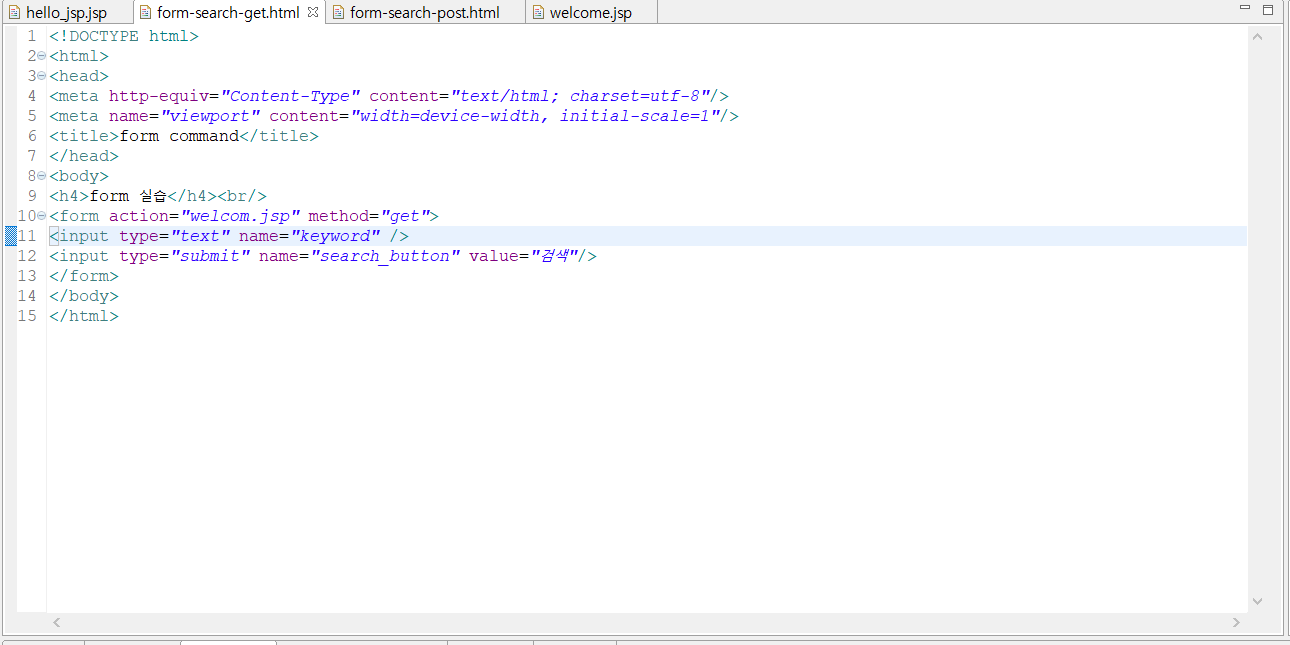 hello_jsp.jsp form-search-get.html form-search-post.html welcome.jsp
1 <!DOCTYPE html>
2 <html>
3 <head>
4 <meta http-equiv="Content-Type" content="text/html; charset=utf-8"/>
5 <meta name="viewport" content="width=device-width, initial-scale=1"/>
6 <title>form command</title>
7 </head>
8 <body>
9 <h4>form 실습</h4><br/>
10 <form action="welcom.jsp" method="get">
11 <input type="text" name="keyword" />
12 <input type="submit" name="search_button" value="검색"/>
13 </form>
14 </body>
15 </html>